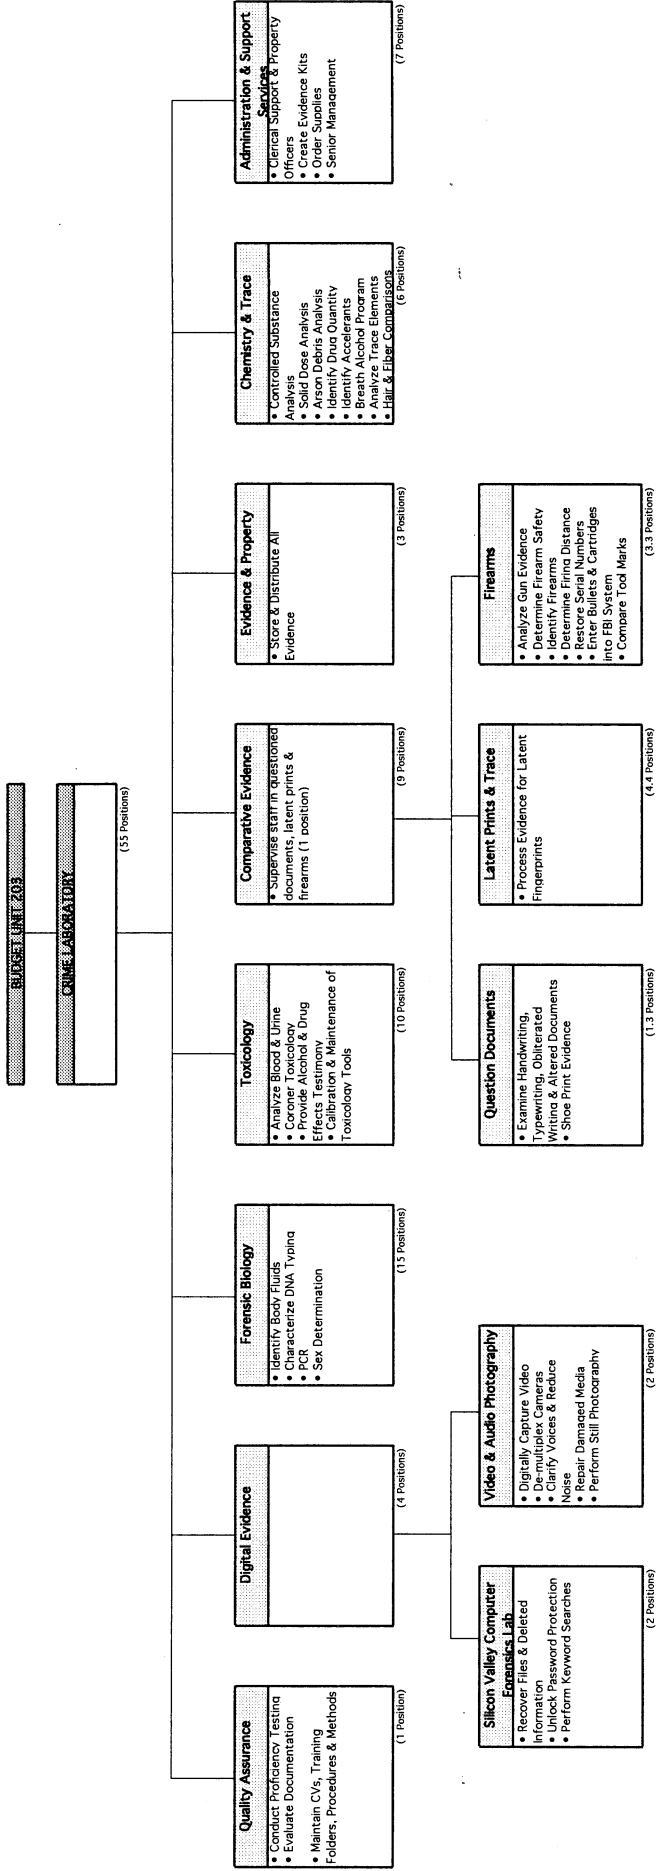 BUDGET UNIT 203
CRIME LABORATORY
(55 Positions)
Quality Assurance
• Conduct Proficiency Testing
• Evaluate Documentation
• Maintain CVs, Training
Folders, Procedures & Methods
(1 Position)
Digital Evidence
(4 Positions)
Forensic Biology
• Identify Body Fluids
• Characterize DNA Typing
• PCR
• Sex Determination
(15 Positions)
Toxicology
• Analyze Blood & Urine
• Coroner Toxicology
• Provide Alcohol & Drug
Effects Testimony
• Calibration & Maintenance of
Toxicology Tools
(10 Positions)
Comparative Evidence
• Supervise staff in questioned
documents, latent prints &
firearms (1 position)
(9 Positions)
Evidence & Property
• Store & Distribute All
Evidence
(3 Positions)
Chemistry & Trace
• Controlled Substance
Analysis
• Solid Dose Analysis
• Arson Debris Analysis
• Identify Drug Quantity
• Identify Accelerants
• Breath Alcohol Program
• Analyze Trace Elements
• Hair & Fiber Comparisons
(6 Positions)
Administration & Support
Services
• Clerical Support & Property
Officers
• Create Evidence Kits
• Order Supplies
• Senior Management
(7 Positions)
Silicon Valley Computer
Forensics Lab
• Recover Files & Deleted
Information
• Unlock Password Protection
• Perform Keyword Searches
(2 Positions)
Video & Audio Photography
• Digitally Capture Video
• De-multiplex Cameras
• Clarify Voices & Reduce
Noise
• Repair Damaged Media
• Perform Still Photography
(2 Positions)
Question Documents
• Examine Handwriting,
Typewriting, Obliterated
Writing & Altered Documents
• Shoe Print Evidence
(1.3 Positions)
Latent Prints & Trace
• Process Evidence for Latent
Fingerprints
(4.4 Positions)
Firearms
• Analyze Gun Evidence
• Determine Firearm Safety
• Identify Firearms
• Determine Firing Distance
• Restore Serial Numbers
• Enter Bullets & Cartridges
into FBI System
• Compare Tool Marks
(3.3 Positions)